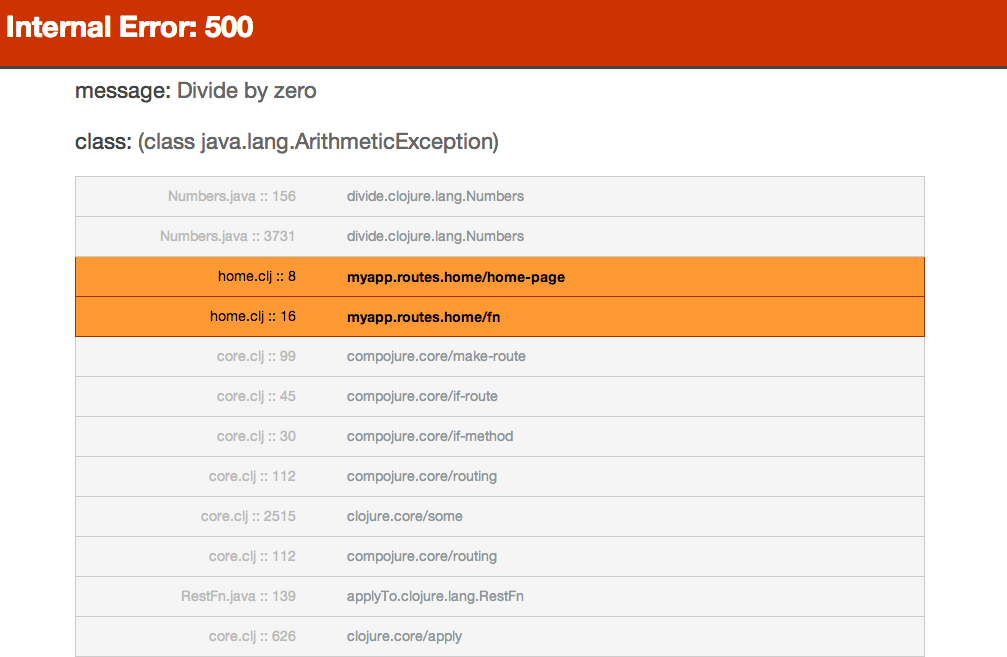 Internal Error: 500
message: Divide by zero
class: (class java.lang.ArithmeticException)
Numbers.java :: 156 divide.clojure.lang.Numbers
Numbers.java :: 3731 divide.clojure.lang.Numbers
home.clj :: 8 myapp.routes.home/home-page
home.clj :: 16 myapp.routes.home/fn
core.clj :: 99 compojure.core/make-route
core.clj :: 45 compojure.core/if-route
core.clj :: 30 compojure.core/if-method
core.clj :: 112 compojure.core/routing
core.clj :: 2515 clojure.core/some
core.clj :: 112 compojure.core/routing
RestFn.java :: 139 applyTo.clojure.lang.RestFn
core.clj :: 626 clojure.core/apply